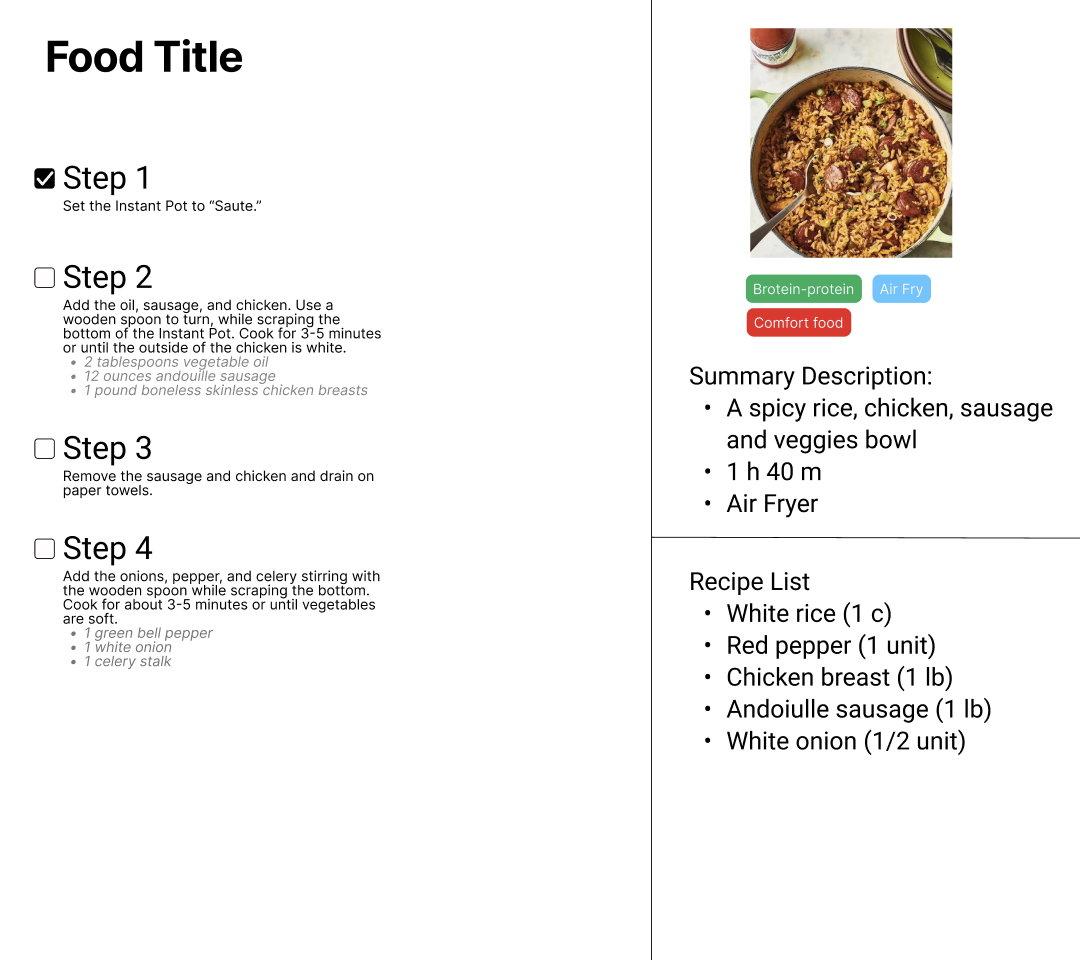 Food Title
Step 1
Set the Instant Pot to “Saute.”
Step 2
Add the oil, sausage, and chicken. Use a
wooden spoon to turn, while scraping the
bottom of the Instant Pot. Cook for 3-5 minutes
or until the outside of the chicken is white.
• 2 tablespoons vegetable oil
• 12 ounces andouille sausage
• 1 pound boneless skinless chicken breasts
Step 3
Remove the sausage and chicken and drain on
paper towels.
Step 4
Add the onions, pepper, and celery stirring with
the wooden spoon while scraping the bottom.
Cook for about 3-5 minutes or until vegetables
are soft.
• 1 green bell pepper
• 1 white onion
• 1 celery stalk
Brotein-protein
Air Fry
Comfort food
Summary Description:
• A spicy rice, chicken, sausage
and veggies bowl
• 1 h 40 m
• Air Fryer
Recipe List
• White rice (1 c)
• Red pepper (1 unit)
• Chicken breast (1 lb)
• Andoiulle sausage (1 lb)
• White onion (1/2 unit)